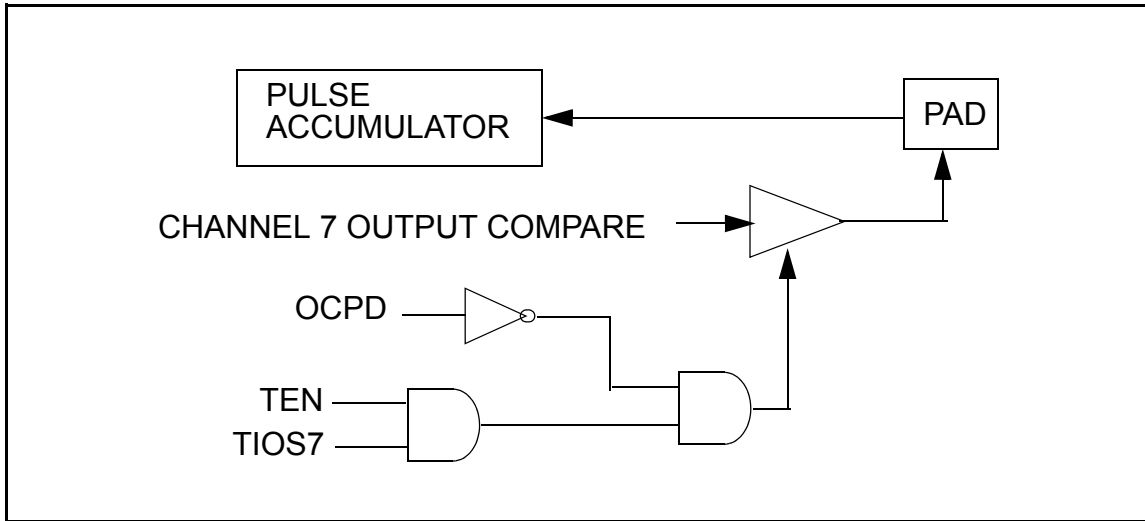 PULSE
ACCUMULATOR
PAD
CHANNEL 7 OUTPUT COMPARE
OCPD
TEN
TIOS7